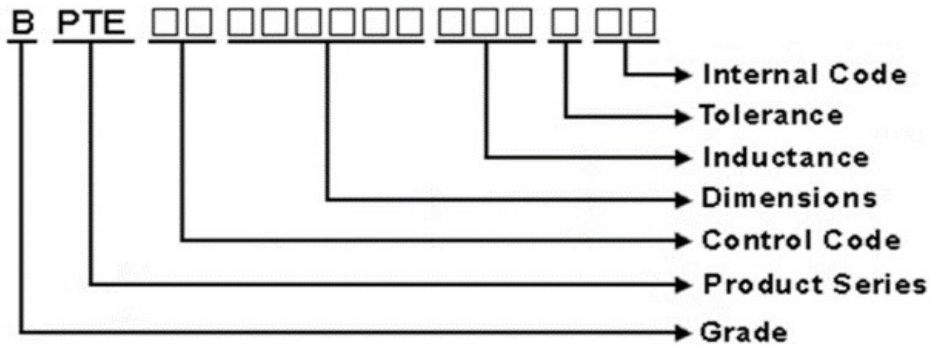 B PTE □□ □□□□□□ □□□ □ □□
Internal Code
Tolerance
Inductance
Dimensions
Control Code
Product Series
Grade